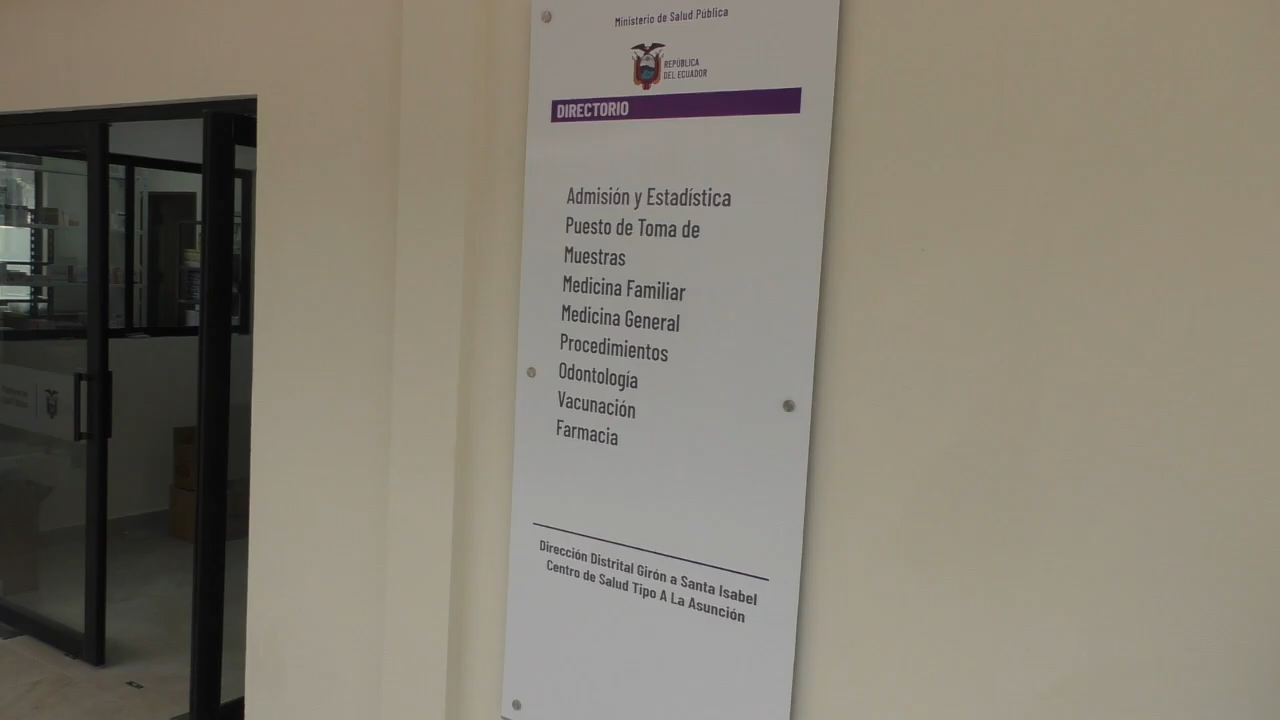 Ministerio de Salud Pública
REPÚBLICA
DEL ECUADOR
DIRECTORIO
Admisión y Estadística
Puesto de Toma de
Muestras
Medicina Familiar
Medicina General
Procedimientos
Odontología
Vacunación
Farmacia
Dirección Distrital Girón a Santa Isabel
Centro de Salud Tipo A La Asunción